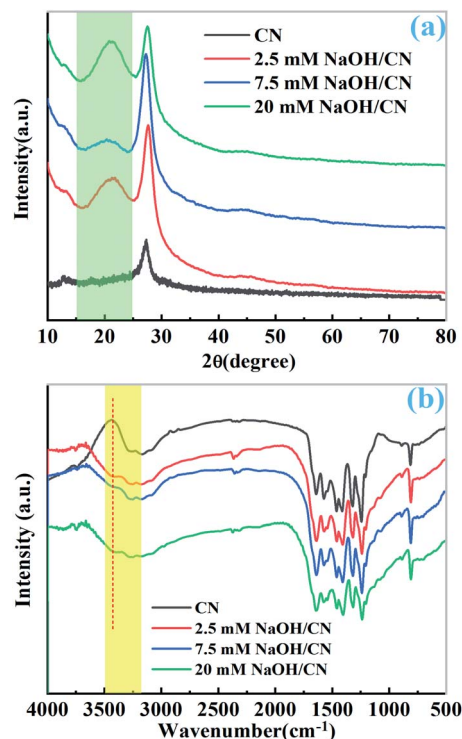 (a)
CN
2.5 mM NaOH/CN
7.5 mM NaOH/CN
20 mM NaOH/CN
Intensity(a.u.)
10 20 30 40 50 60 70 80
2θ(degree)
(b)
Intensity (a.u.)
CN
2.5 mM NaOH/CN
7.5 mM NaOH/CN
20 mM NaOH/CN
4000 3500 3000 2500 2000 1500 1000 500
Wavenumber(cm⁻¹)